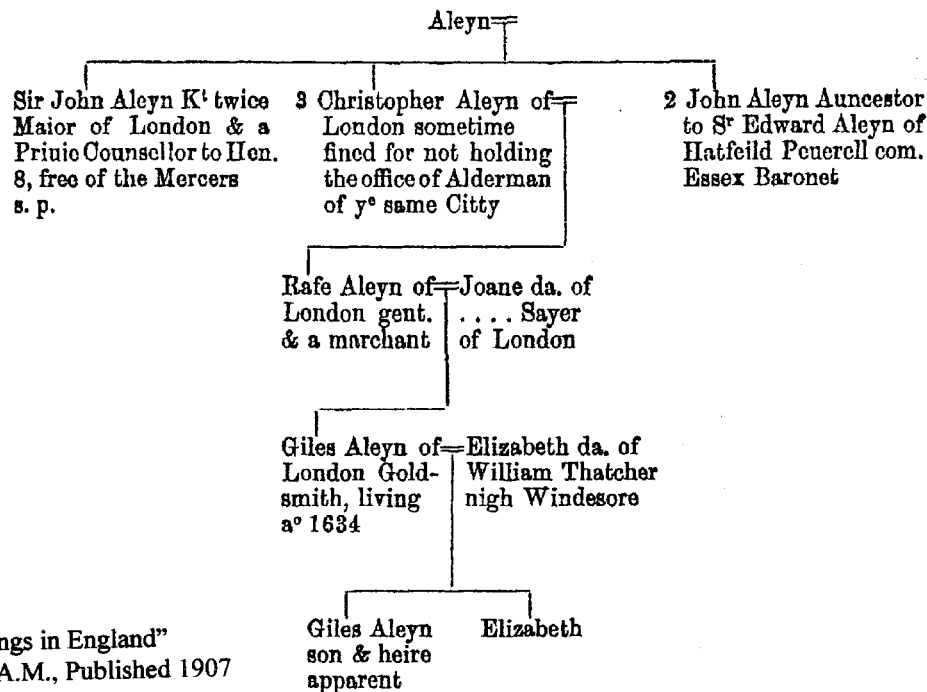 Aleyn
Sir John Aleyn Kt twice
Maior of London & a
Priuie Counsellor to Hen.
8, free of the Mercers
s. p.
3 Christopher Aleyn of
London sometime
fined for not holding
the office of Alderman
of ye same Citty
2 John Aleyn Auncestor
to Sr Edward Aleyn of
Hatfeild Peuerell com.
Essex Baronet
Rafe Aleyn of
London gent.
& a marchant
Joane da. of
.... Sayer
of London
Giles Aleyn of
London Gold-
smith, living
ao 1634
Elizabeth da. of
William Thatcher
nigh Windesore
Giles Aleyn
son & heire
apparent
Elizabeth
ngs in England”
A.M., Published 1907